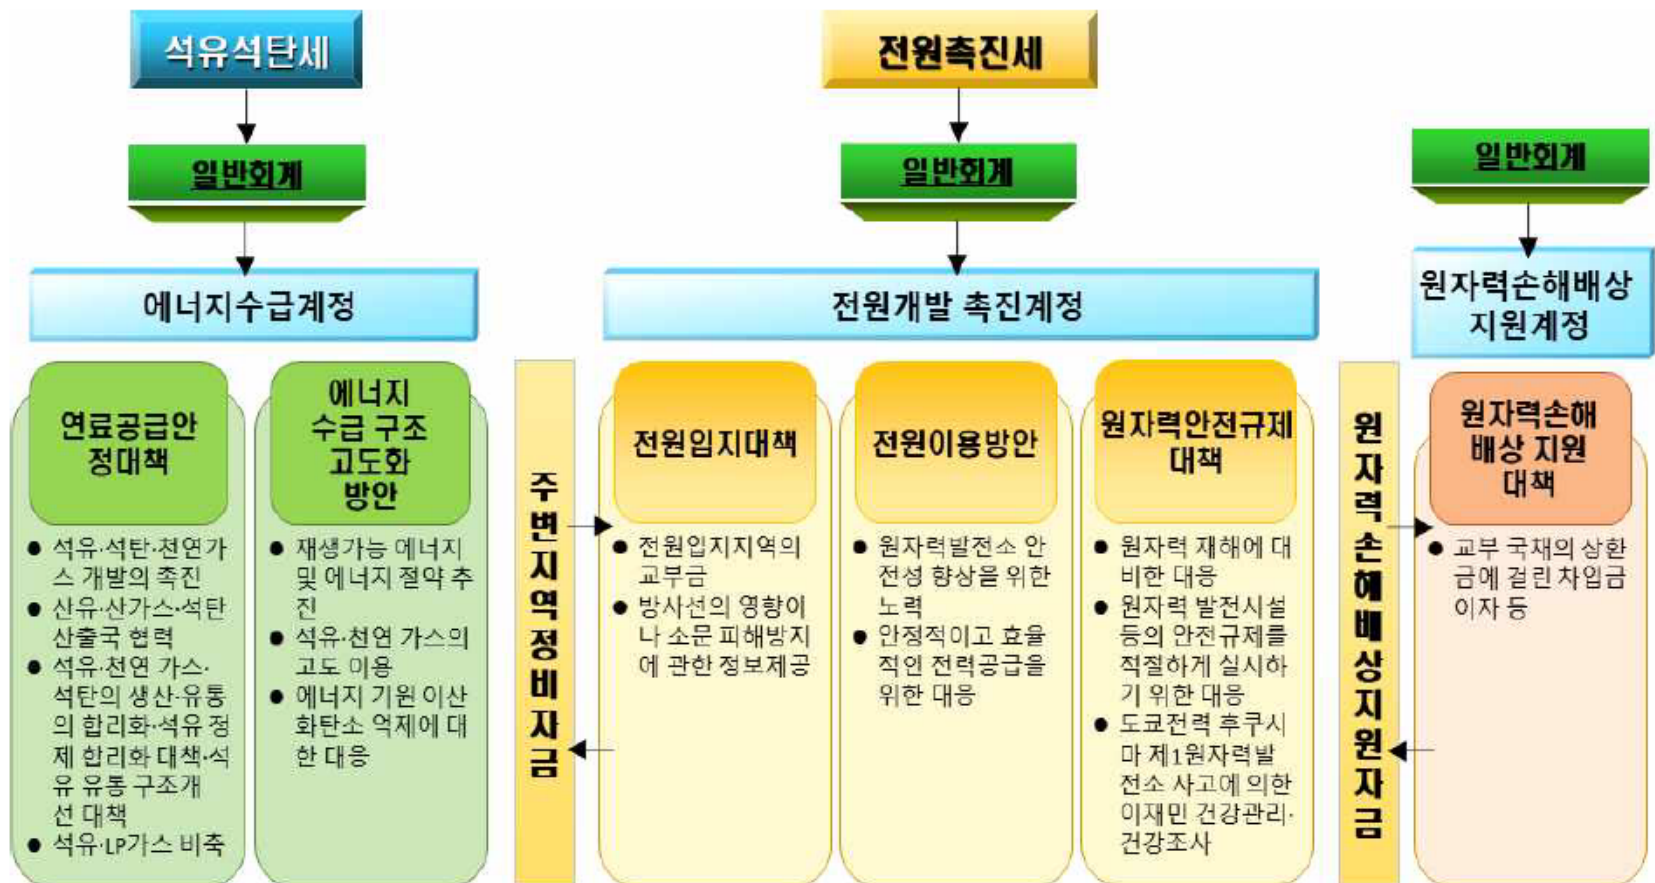 석유석탄세
전원촉진세
일반회계
일반회계
일반회계
에너지수급계정
전원개발 촉진계정
원자력손해배상
지원계정
연료공급안
정대책
● 석유·석탄·천연가
스 개발의 촉진
● 산유·산가스·석탄
산출국 협력
● 석유·천연 가스·
석탄의 생산·유통
의 합리화·석유 정
제 합리화 대책·석
유 유통 구조개
선 대책
● 석유·LP가스 비축
에너지
수급 구조
고도화
방안
● 재생가능 에너지
및 에너지 절약 추
진
● 석유·천연 가스의
고도 이용
● 에너지 기원 이산
화탄소 억제에 대
한 대응
주변지역정비자금
전원입지대책
● 전원입지지역의
교부금
● 방사선의 영향이
나 소문 피해방지
에 관한 정보제공
전원이용방안
● 원자력발전소 안
전성 향상을 위한
노력
● 안정적이고 효율
적인 전력공급을
위한 대응
원자력안전규제
대책
● 원자력 재해에 대
비한 대응
● 원자력 발전시설
등의 안전규제를
적절하게 실시하
기 위한 대응
● 도쿄전력 후쿠시
마 제1원자력발
전소 사고에 의한
이재민 건강관리·
건강조사
원자력손해배상지원자금
원자력손해
배상 지원
대책
● 교부 국채의 상환
금에 걸린 차입금
이자 등